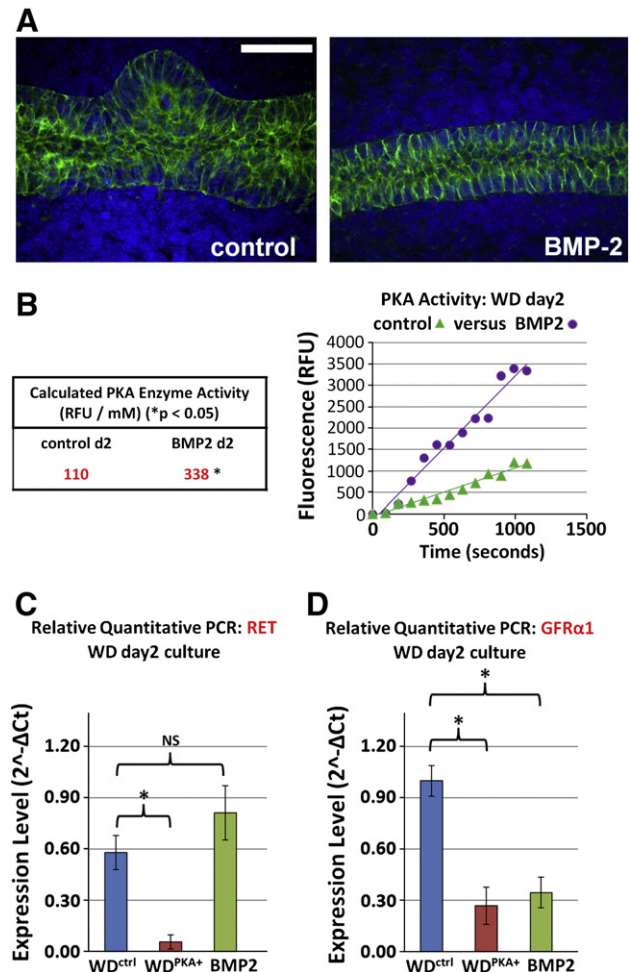 A
control
BMP-2
B
Calculated PKA Enzyme Activity
(RFU / mM) (*p < 0.05)
control d2 BMP2 d2
110 338 *
PKA Activity: WD day2
control versus BMP2
Fluorescence (RFU)
4000
3500
3000
2500
2000
1500
1000
500
0
0 500 1000 1500
Time (seconds)
C
Relative Quantitative PCR: RET
WD day2 culture
Expression Level (2^-ΔCt)
1.20
0.90
0.60
0.30
0.00
NS
*
WDctrl WDPKA+ BMP2
D
Relative Quantitative PCR: GFRα1
WD day2 culture
Expression Level (2^-ΔCt)
1.20
0.90
0.60
0.30
0.00
*
*
WDctrl WDPKA+ BMP2